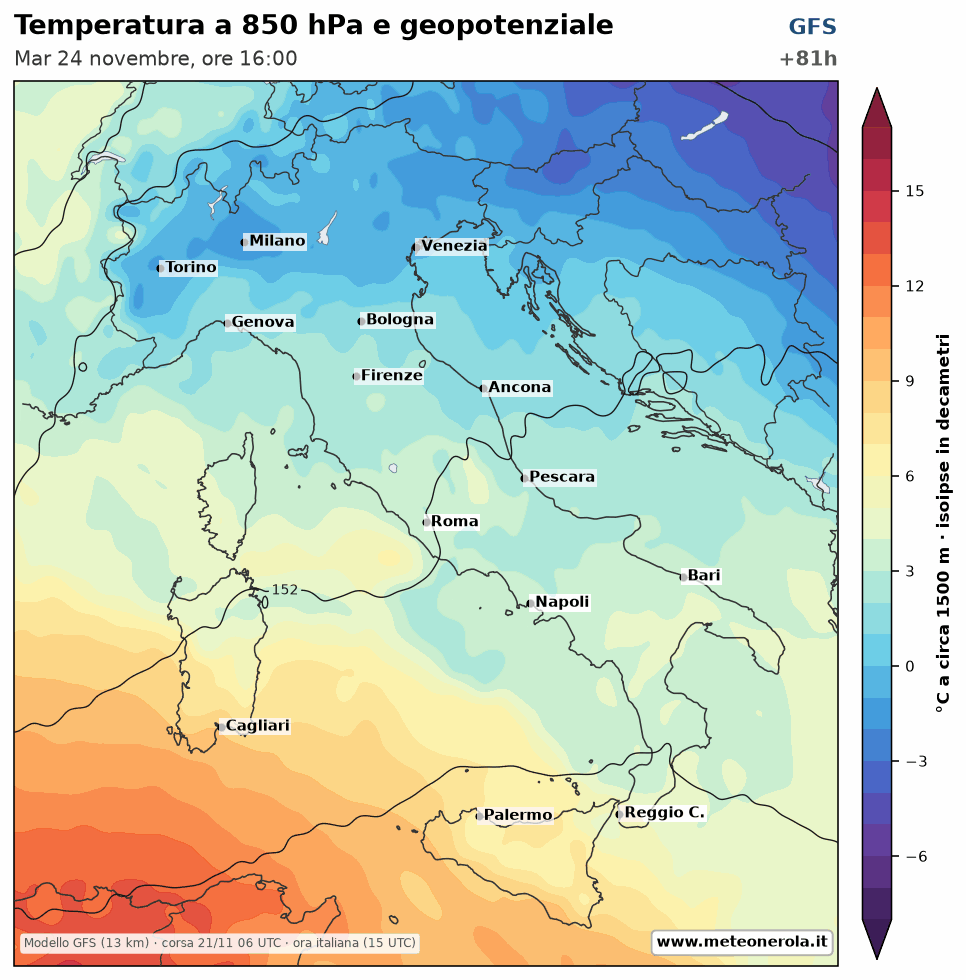 Temperatura a 850 hPa e geopotenziale
GFS
Mar 24 novembre, ore 16:00
+81h
Milano
Venezia
Torino
Genova
Bologna
Firenze
Ancona
Pescara
Roma
Bari
152
Napoli
Cagliari
Palermo
Reggio C.
15
12
9
6
3
0
−3
−6
°C a circa 1500 m · isoipse in decametri
Modello GFS (13 km) · corsa 21/11 06 UTC · ora italiana (15 UTC)
www.meteonerola.it